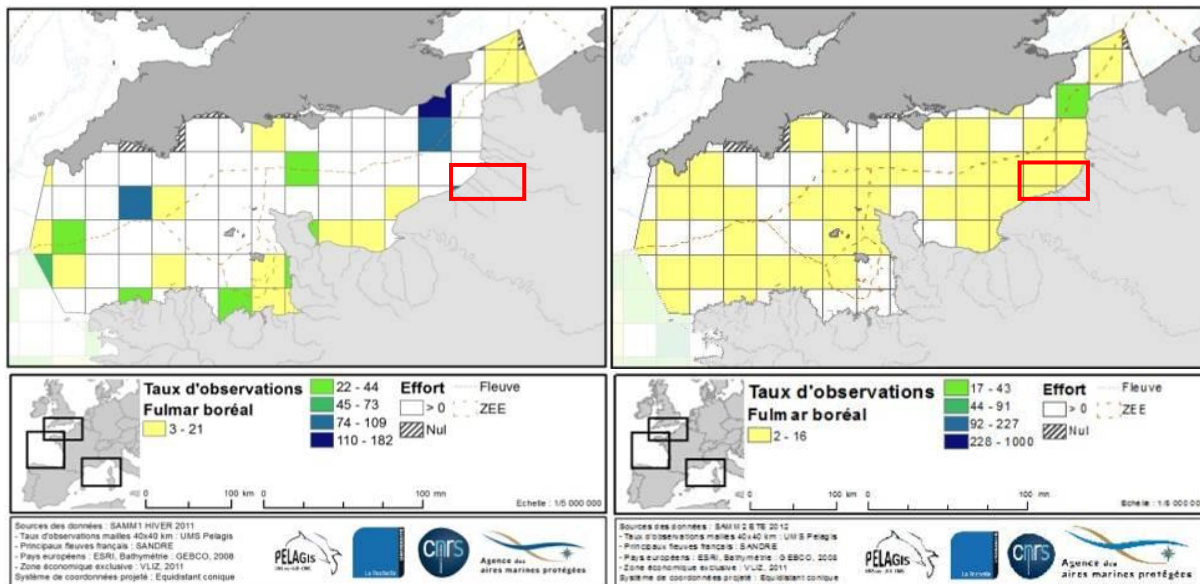 Taux d'observations
Fulmar boréal
3 - 21
22 - 44
45 - 73
74 - 109
110 - 182
Effort
> 0
Nul
Fleuve
ZEE
0 100 km 0 100 mn
Echelle : 1/5 000 000
Sources des données : SAMM1 HIVER 2011
- Taux d'observations mailles 40x40 km : UMS Pelagis
- Principaux fleuves français : SANDRE
- Pays européens : ESRI, Bathymétrie : GEBCO, 2008
- Zone économique exclusive : VLIZ, 2011
Système de coordonnées projeté : Equidistant conique
PELAGIS
La Rochelle
cnrs
Agence des
aires marines protégées
Taux d'observations
Fulmar boréal
2 - 16
17 - 43
44 - 91
92 - 227
228 - 1000
Effort
> 0
Nul
Fleuve
ZEE
0 100 km 0 100 mn
Echelle : 1/5 000 000
Sources des données : SAMM 2 ETE 2012
- Taux d'observations mailles 40x40 km : UMS Pelagis
- Principaux fleuves français : SANDRE
- Pays européens : ESRI, Bathymétrie : GEBCO, 2008
- Zone économique exclusive : VLIZ, 2011
Système de coordonnées projeté : Equidistant conique
PELAGIS
La Rochelle
cnrs
Agence des
aires marines protégées